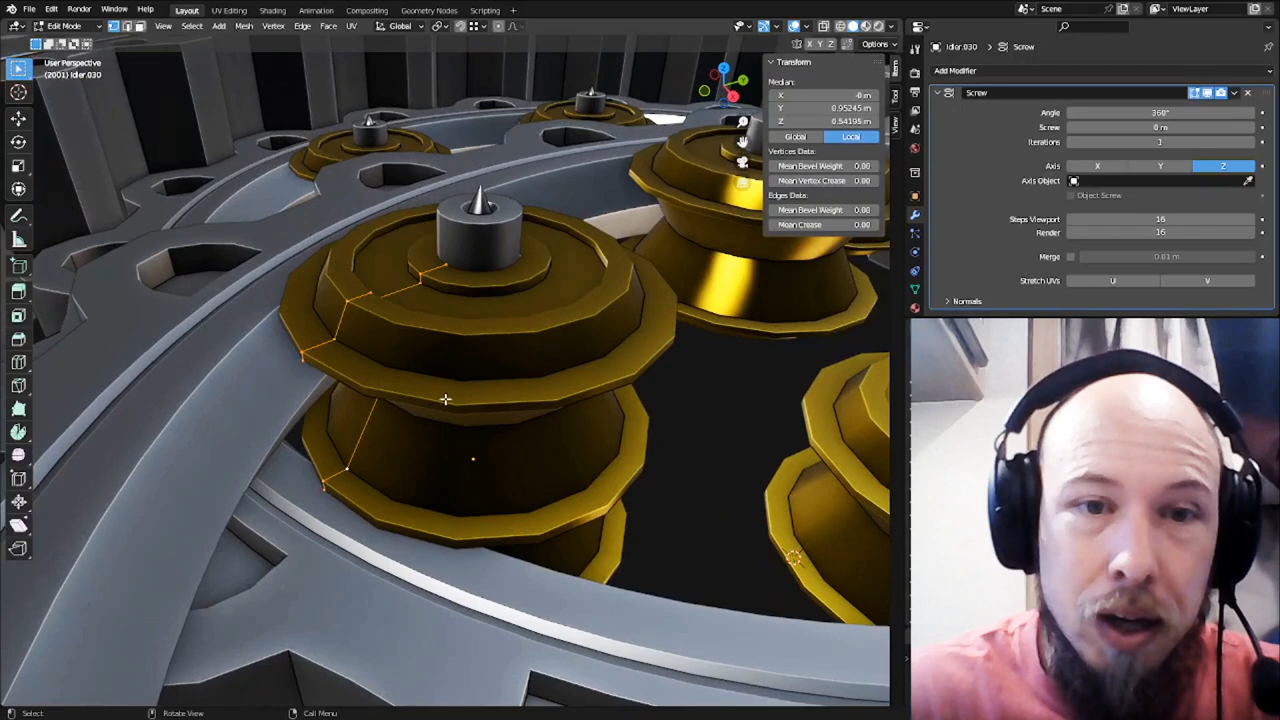 File Edit Render Window Help Layout UV Editing Shading Animation Compositing Geometry Nodes Scripting Scene ViewLayer
Edit Mode View Select Add Mesh Vertex Edge Face UV Global
X Y Z Options
User Perspective
(2001) Idler.030
Transform
Median:
X -0 m
Y 0.95245 m
Z 0.54195 m
Global Local
Vertices Data:
Mean Bevel Weight 0.00
Mean Vertex Crease 0.00
Edges Data:
Mean Bevel Weight 0.00
Mean Crease 0.00
Item
Tool
View
Idler.030 Screw
Add Modifier
Screw
Angle 360°
Screw 0 m
Iterations 1
Axis X Y Z
Axis Object
Object Screw
Steps Viewport 16
Render 16
Merge 0.01 m
Stretch UVs U V
Normals
Select Rotate View Call Menu